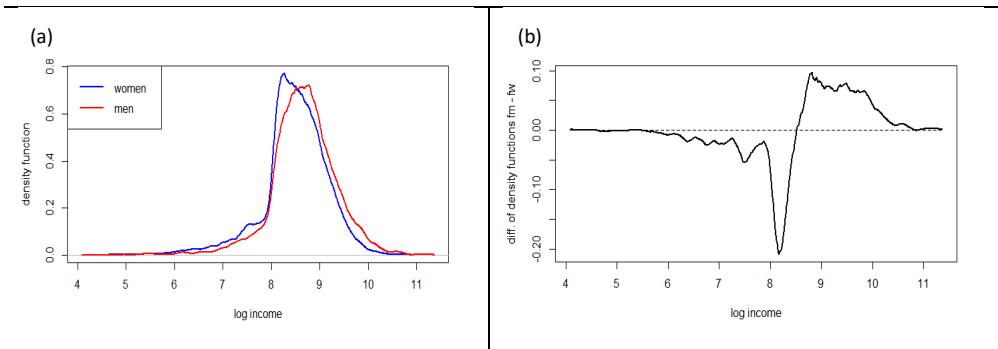 (a)
density function
0.8
0.6
0.4
0.2
0.0
women
men
4 5 6 7 8 9 10 11
log income
(b)
diff. of density functions fm - fw
0.10
0.00
-0.10
-0.20
4 5 6 7 8 9 10 11
log income